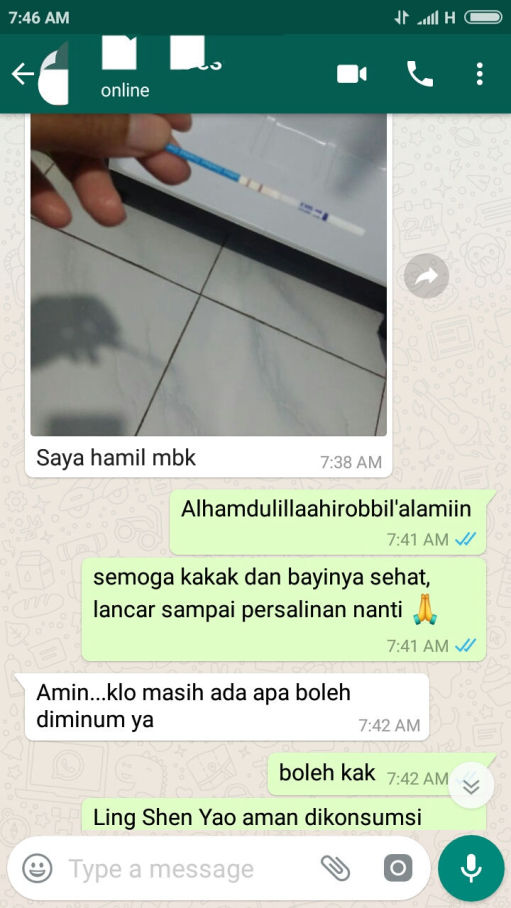 7:46 AM
H
online
Saya hamil mbk
7:38 AM
Alhamdulillaahirobbil'alamiin
7:41 AM
semoga kakak dan bayinya sehat,
lancar sampai persalinan nanti 🙏
7:41 AM
Amin...klo masih ada apa boleh
diminum ya
7:42 AM
boleh kak
7:42 AM
Ling Shen Yao aman dikonsumsi
Type a message